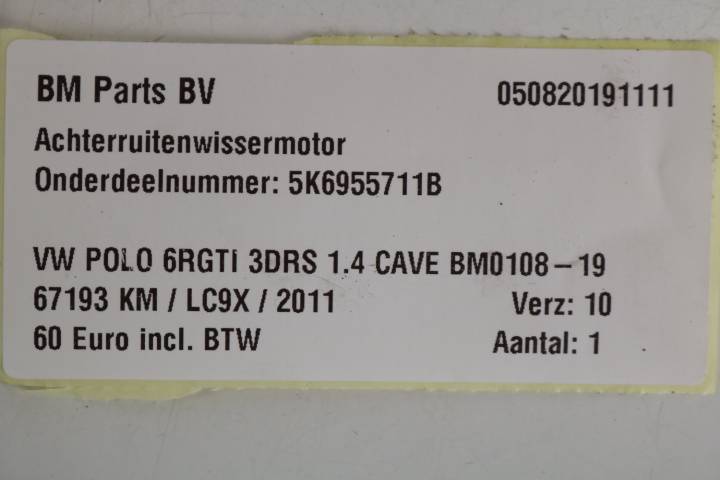 BM Parts BV 050820191111
Achterruitenwissermotor
Onderdeelnummer: 5K6955711B
VW POLO 6RGTI 3DRS 1.4 CAVE BM0108-19
67193 KM / LC9X / 2011 Verz: 10
60 Euro incl. BTW Aantal: 1